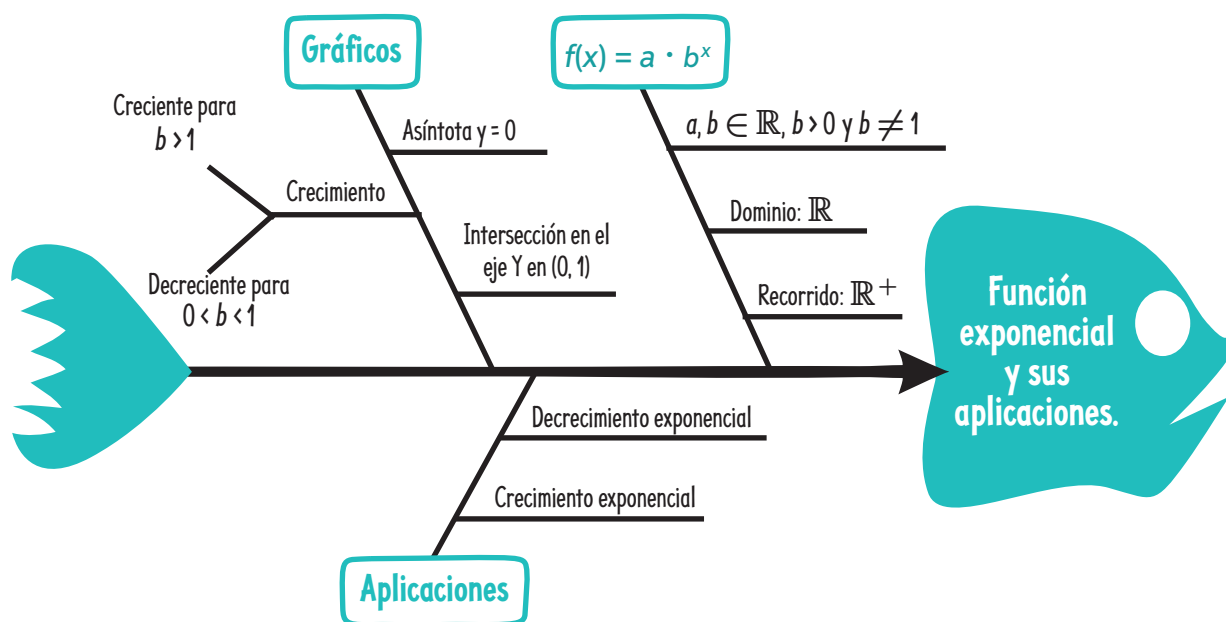 Gráficos
f(x) = a · bˣ
Creciente para
b > 1
Asíntota y = 0
a, b ∈ ℝ, b > 0 y b ≠ 1
Crecimiento
Dominio: ℝ
Intersección en el
eje Y en (0, 1)
Decreciente para
0 < b < 1
Recorrido: ℝ⁺
Función
exponencial
y sus
aplicaciones.
Decrecimiento exponencial
Crecimiento exponencial
Aplicaciones